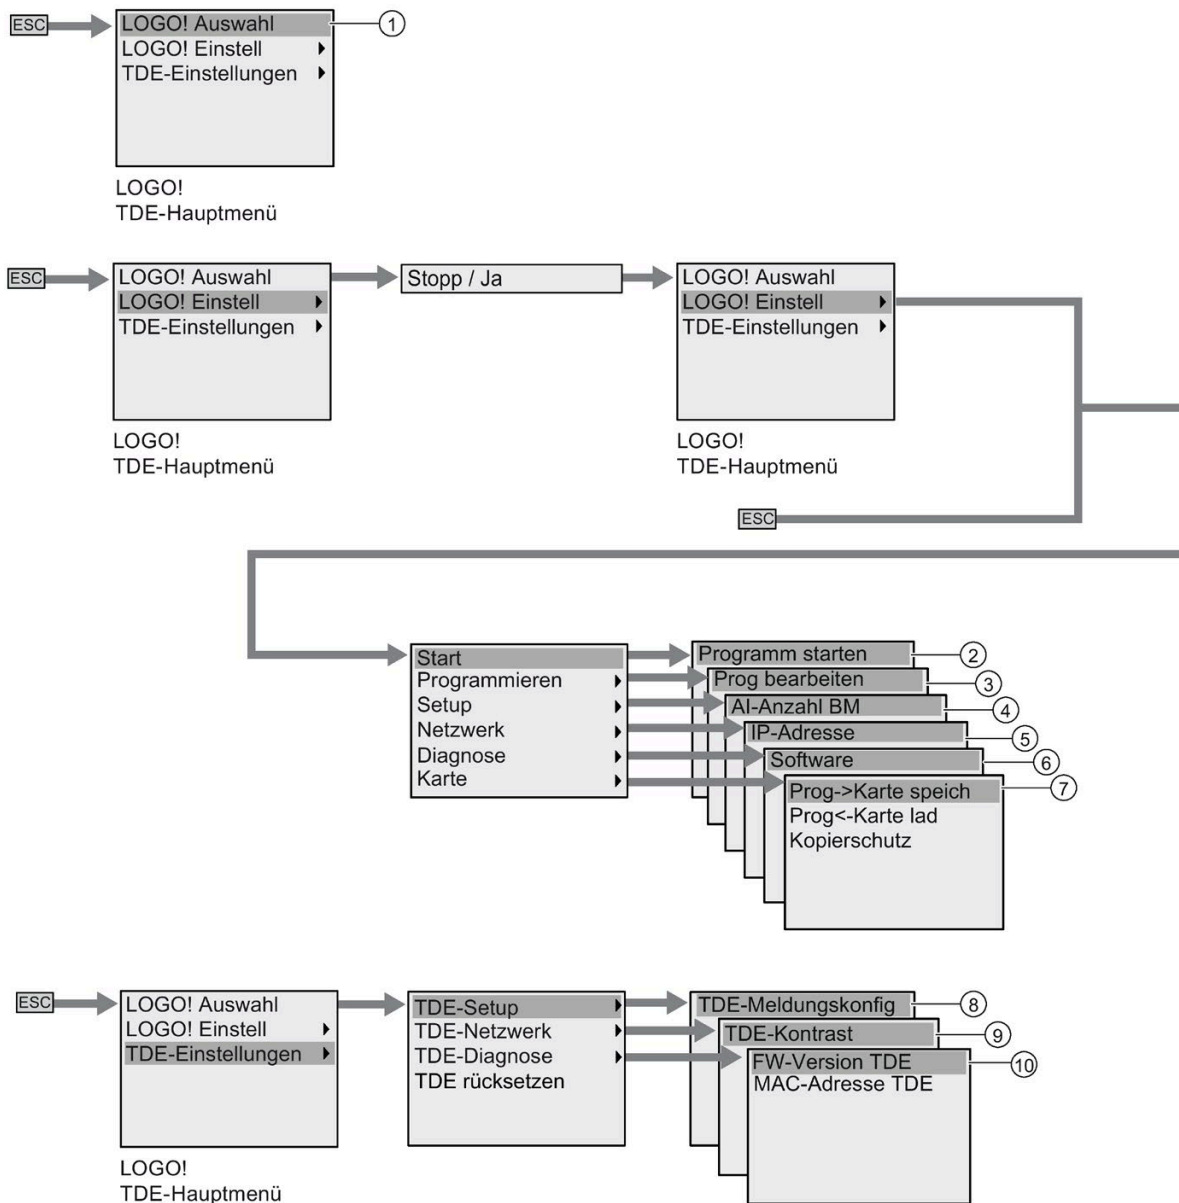 ESC
LOGO! Auswahl
①
LOGO! Einstell
TDE-Einstellungen
LOGO!
TDE-Hauptmenü
ESC
LOGO! Auswahl
LOGO! Einstell
TDE-Einstellungen
LOGO!
TDE-Hauptmenü
Stopp / Ja
LOGO! Auswahl
LOGO! Einstell
TDE-Einstellungen
LOGO!
TDE-Hauptmenü
ESC
Start
Programmieren
Setup
Netzwerk
Diagnose
Karte
Programm starten
②
Prog bearbeiten
③
AI-Anzahl BM
④
IP-Adresse
⑤
Software
⑥
Prog->Karte speich
⑦
Prog<-Karte lad
Kopierschutz
ESC
LOGO! Auswahl
LOGO! Einstell
TDE-Einstellungen
LOGO!
TDE-Hauptmenü
TDE-Setup
TDE-Netzwerk
TDE-Diagnose
TDE rücksetzen
TDE-Meldungskonfig
⑧
TDE-Kontrast
⑨
FW-Version TDE
⑩
MAC-Adresse TDE